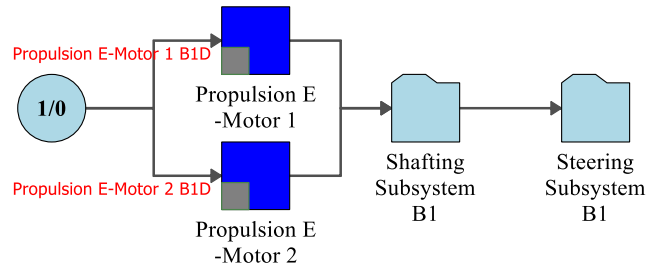 Propulsion E-Motor 1 B1D
1/0
Propulsion E-Motor 2 B1D
Propulsion E
-Motor 1
Propulsion E
-Motor 2
Shafting
Subsystem
B1
Steering
Subsystem
B1